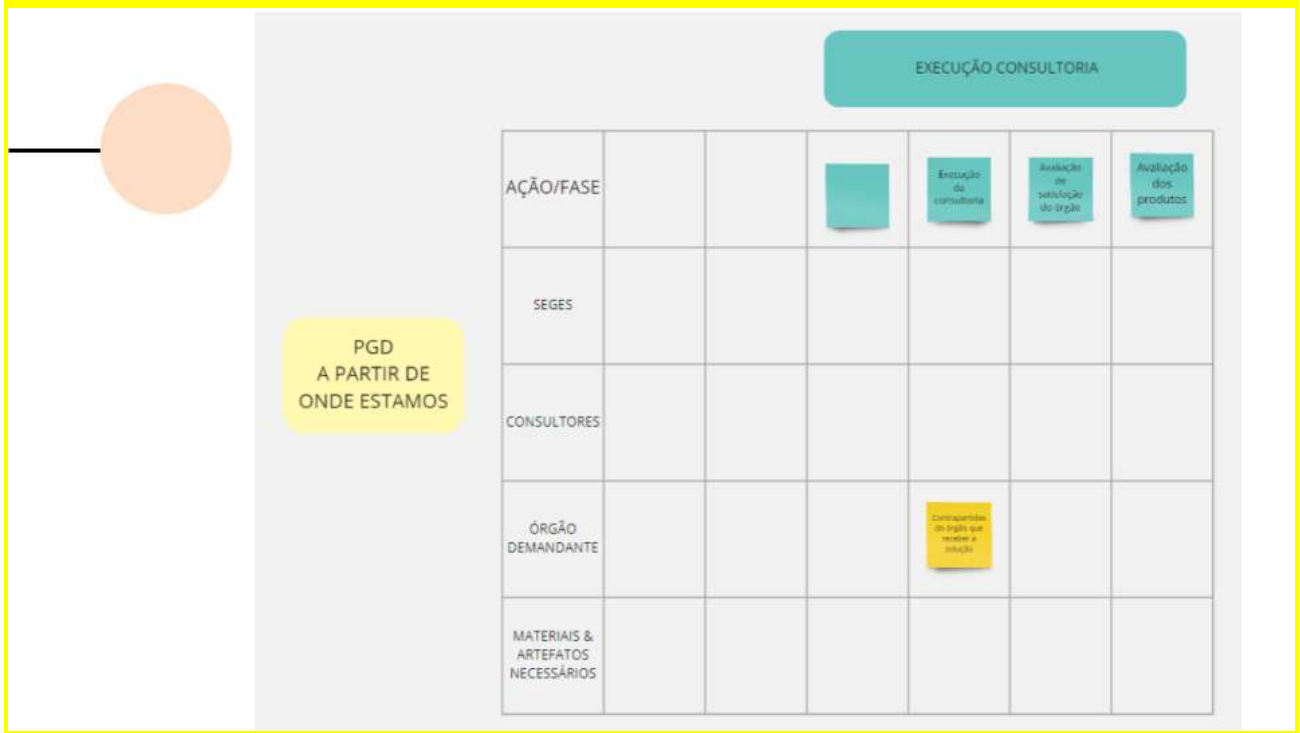 EXECUÇÃO CONSULTORIA
AÇÃO/FASE
Execução
da
consultoria
Avaliação
de
satisfação
do órgão
Avaliação
dos
produtos
SEGES
PGD
A PARTIR DE
ONDE ESTAMOS
CONSULTORES
ÓRGÃO
DEMANDANTE
Contrapartidas
do órgão que
receber a
solução
MATERIAIS &
ARTEFATOS
NECESSÁRIOS